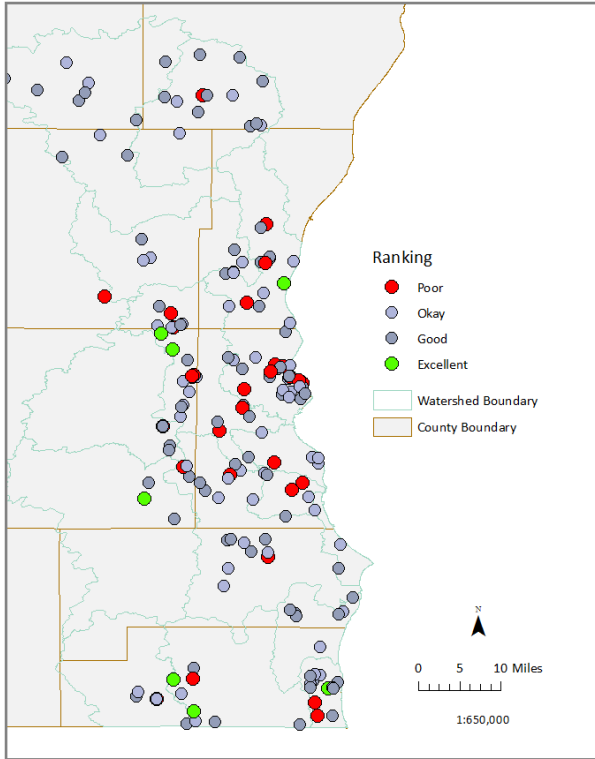 Ranking
Poor
Okay
Good
Excellent
Watershed Boundary
County Boundary
N
0 5 10 Miles
1:650,000